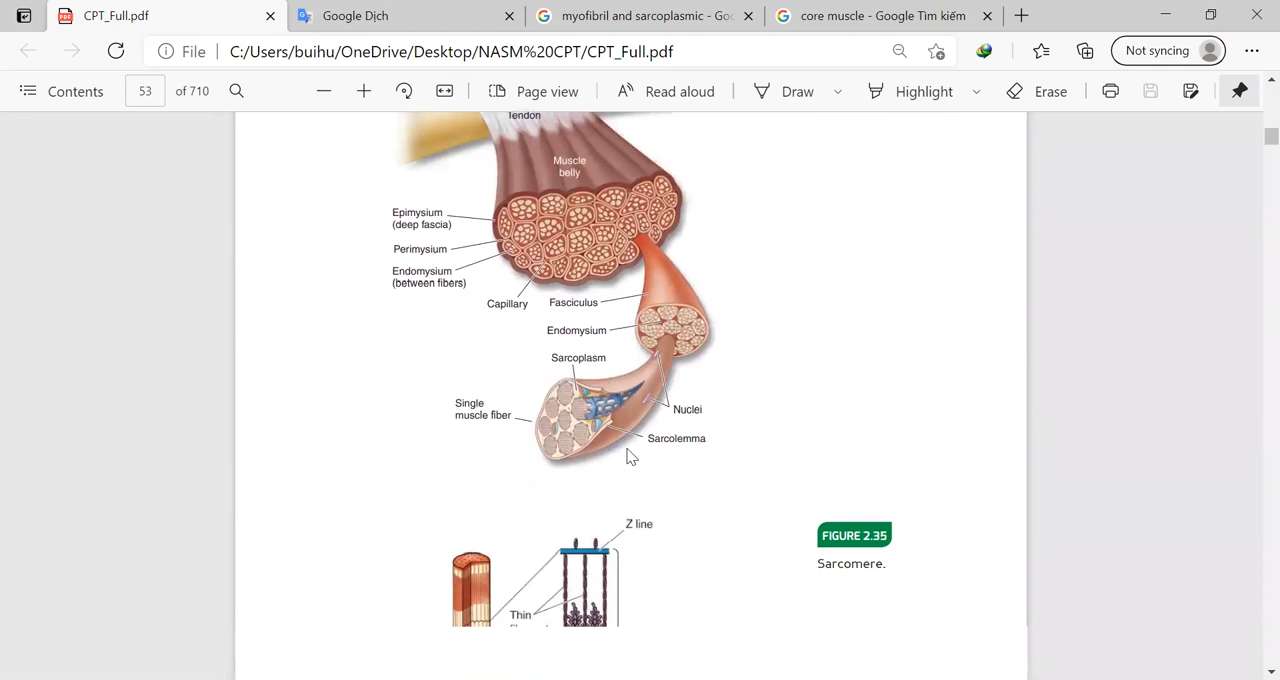 CPT_Full.pdf
Google Dịch
myofibril and sarcoplasmic - Goo
core muscle - Google Tìm kiếm
File
C:/Users/buihu/OneDrive/Desktop/NASM%20CPT/CPT_Full.pdf
Not syncing
Contents
53
of 710
Page view
Read aloud
Draw
Highlight
Erase
Tendon
Muscle
belly
Epimysium
(deep fascia)
Perimysium
Endomysium
(between fibers)
Capillary
Fasciculus
Endomysium
Sarcoplasm
Single
muscle fiber
Nuclei
Sarcolemma
Z line
FIGURE 2.35
Sarcomere.
Thin